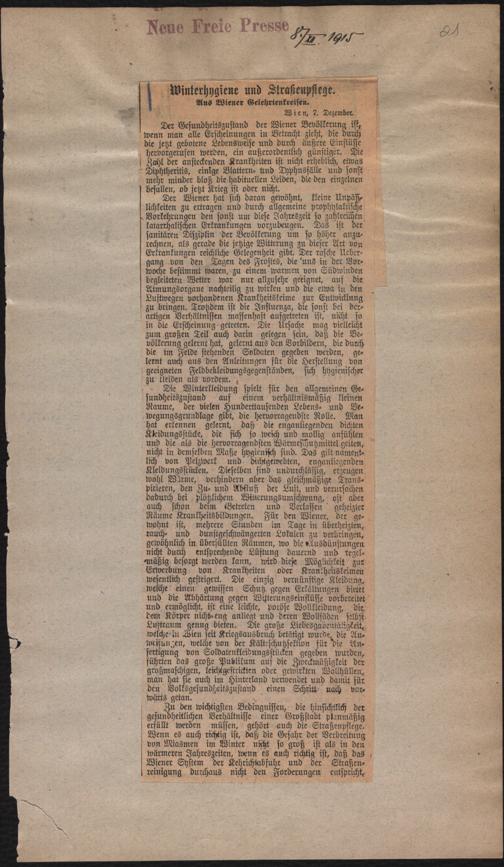 Neue Freie Presse
8./XII. 1915
21
Winterhygiene und Straßenpflege.
Aus Wiener Gelehrtenkreisen.
Wien, 7. Dezember.
Der Gesundheitszustand der Wiener Bevölkerung ist,
wenn man alle Erscheinungen in Betracht zieht, die durch
die jetzt gebotene Lebensweise und durch äußere Einflüsse
hervorgerufen werden, ein außerordentlich günstiger. Die
Zahl der ansteckenden Krankheiten ist nicht erheblich, etwas
Diphtheritis, einige Blattern- und Typhusfälle und sonst
mehr minder bloß die habituellen Leiden, die den einzelnen
befallen, ob jetzt Krieg ist oder nicht.
Der Wiener hat sich daran gewöhnt, kleine Unpäß-
lichkeiten zu ertragen und durch allgemeine prophylaktische
Vorkehrungen den sonst um diese Jahreszeit so zahlreichen
katarrhalischen Erkrankungen vorzubeugen. Das ist der
sanitären Disziplin der Bevölkerung um so höher anzu-
rechnen, als gerade die jetzige Witterung zu dieser Art von
Erkrankungen reichliche Gelegenheit gibt. Der rasche Ueber-
gang von den Tagen des Frostes, die uns in der Vor-
woche beschert waren, zu einem warmen von Südwinden
begleiteten Wetter war nur allzusehr geeignet, auf die
Atmungsorgane nachteilig zu wirken und die etwa in den
Luftwegen vorhandenen Krankheitskeime zur Entwicklung
zu bringen. Trotzdem ist die Influenza, die sonst bei der-
artigen Verhältnissen massenhaft aufgetreten ist, nicht so
in die Erscheinung getreten. Die Ursache mag vielleicht
zum großen Teil auch darin gelegen sein, daß die Be-
völkerung gelernt hat, gelernt aus den Vorbildern, die durch
die im Felde stehenden Soldaten gegeben werden, ge-
lernt auch aus den Anleitungen für die Herstellung von
geeigneten Feldbekleidungsgegenständen, sich hygienischer
zu kleiden als vordem.
Die Winterkleidung spielt für den allgemeinen Ge-
sundheitszustand auf einem verhältnismäßig kleinen
Raume, der vielen Hunderttausenden Lebens- und Be-
wegungsgrundlage gibt, die hervorragendste Rolle. Man
hat erkennen gelernt, daß die enganliegenden dichten
Kleidungsstücke, die sich so weich und mollig anfühlen
und die als die hervorragendsten Wärmeschutzmittel gelten,
nicht in demselben Maße hygienisch sind. Das gilt nament-
lich von Pelzwerk und dichtgewebten, enganliegenden
Kleidungsstücken. Dieselben sind undurchlässig, erzeugen
wohl Wärme, verhindern aber das gleichmäßige Trans-
pirieren, den Zu- und Abfluß der Luft, und verursachen
dadurch bei plötzlichem Witterungsumschwung, oft aber
auch schon beim Betreten und Verlassen geheizter
Räume Krankheitsbildungen. Für den Wiener, der ge-
wohnt ist, mehrere Stunden im Tage in überheizten,
rauch- und dunstgeschwängerten Lokalen zu verbringen,
gewöhnlich in überfüllten Räumen, wo die Ausdünstungen
nicht durch entsprechende Lüftung dauernd und regel-
mäßig besorgt werden kann, wird diese Möglichkeit zur
Erwerbung von Krankheiten oder Krankheitskeimen
wesentlich gesteigert. Die einzig vernünftige Kleidung,
welche einen gewissen Schutz gegen Erkältungen bietet
und die Abhärtung gegen Witterungseinflüsse vorbereitet
und ermöglicht, ist eine leichte, poröse Wollkleidung, die
dem Körper nicht eng anliegt und deren Wollfäden selbst
Luftraum genug bieten. Die große Liebesgabentätigkeit,
welche in Wien seit Kriegsausbruch betätigt wurde, die An-
weisungen, welche von der Kälteschutzsektion für die An-
fertigung von Soldatenkleidungsstücken gegeben wurden,
führten das große Publikum auf die Zweckmäßigkeit der
großmaschigen, leichtgestrickten oder gewirkten Wollhüllen,
man hat sie auch im Hinterland verwendet und damit für
den Volksgesundheitszustand einen Schritt nach vor-
wärts getan.
Zu den wichtigsten Bedingnissen, die hinsichtlich der
gesundheitlichen Verhältnisse einer Großstadt planmäßig
erfüllt werden müssen, gehört auch die Straßenpflege.
Wenn es auch richtig ist, daß die Gefahr der Verbreitung
von Miasmen im Winter nicht so groß ist als in den
wärmeren Jahreszeiten, wenn es auch richtig ist, daß das
Wiener System der Kehrichtabfuhr und der Straßen-
reinigung durchaus nicht den Forderungen entspricht,